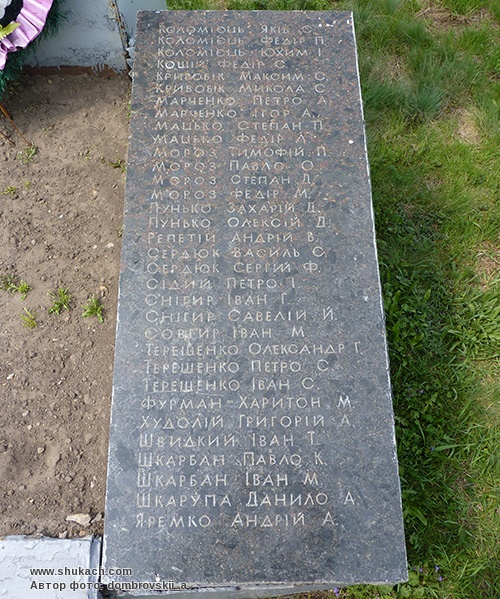 Коломієць Яків С.
Коломієць Федір П.
Коломієць Юхим І.
Коший Федір С.
Кривобік Максим С.
Кривобік Микола С.
Марченко Петро А.
Марченко Ігор А.
Мацько Степан П.
Мацько Федір А.
Мороз Тимофій П.
Мороз Павло О.
Мороз Степан Д.
Мороз Федір М.
Пунько Захарій Д.
Пунько Олексій Д.
Репетій Андрій В.
Сердюк Василь С.
Сердюк Сергій Ф.
Сідий Петро І.
Снігир Іван Г.
Снігир Савелій Й.
Совгир Іван М.
Терещенко Олександр Г.
Терещенко Петро С.
Терещенко Іван С.
Фурман Харитон М.
Худолій Григорій А.
Швидкий Іван Т.
Шкарбан Павло К.
Шкарбан Іван М.
Шкарупа Данило А.
Яремко Андрій А.
www.shukach.com
Автор фото: dombrovskii_a